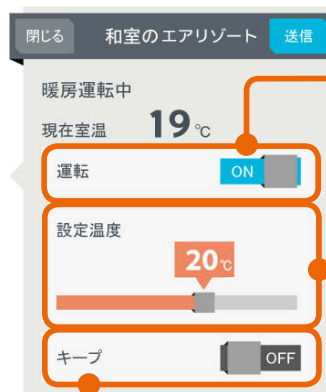 閉じる 和室のエアリゾート 送信
暖房運転中
現在室温 19℃
運転 ON
設定温度
20℃
キープ OFF